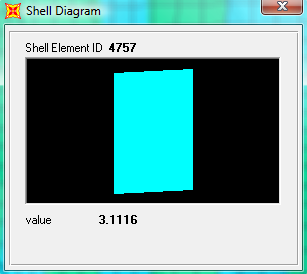 Shell Diagram
Shell Element ID 4757
value 3.1116